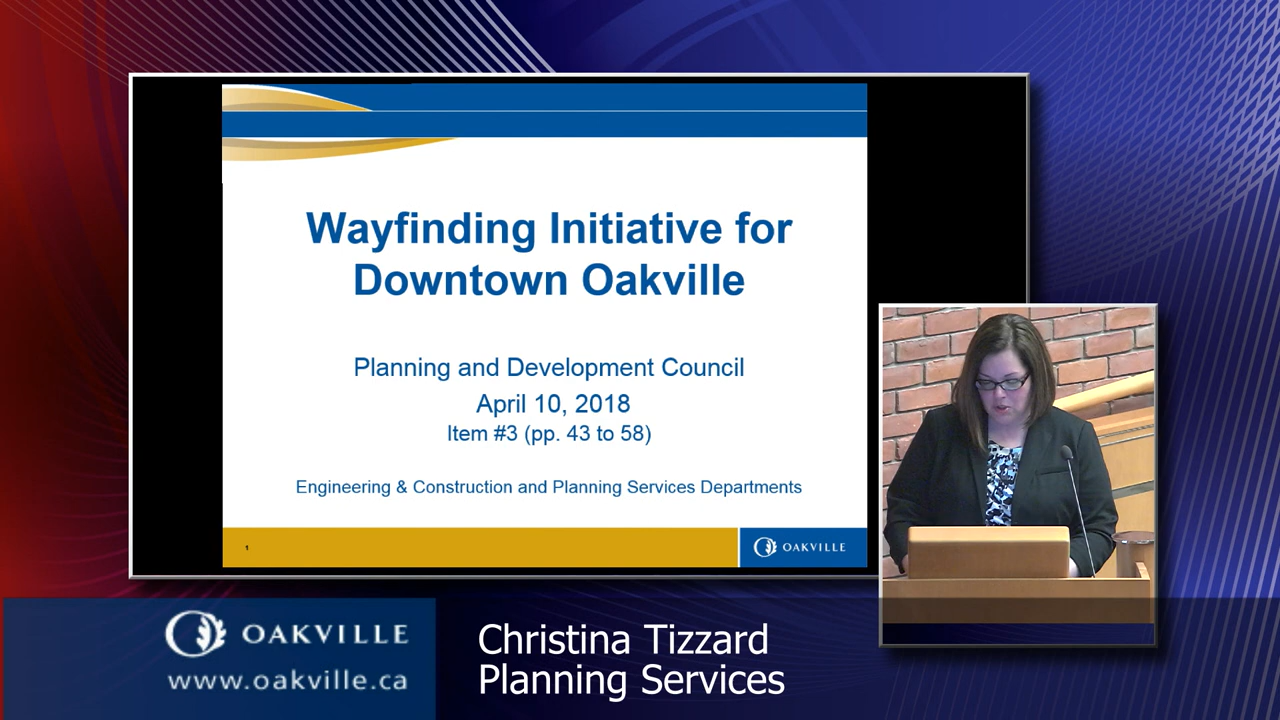 Wayfinding Initiative for
Downtown Oakville
Planning and Development Council
April 10, 2018
Item #3 (pp. 43 to 58)
Engineering & Construction and Planning Services Departments
1
OAKVILLE
OAKVILLE
www.oakville.ca
Christina Tizzard
Planning Services